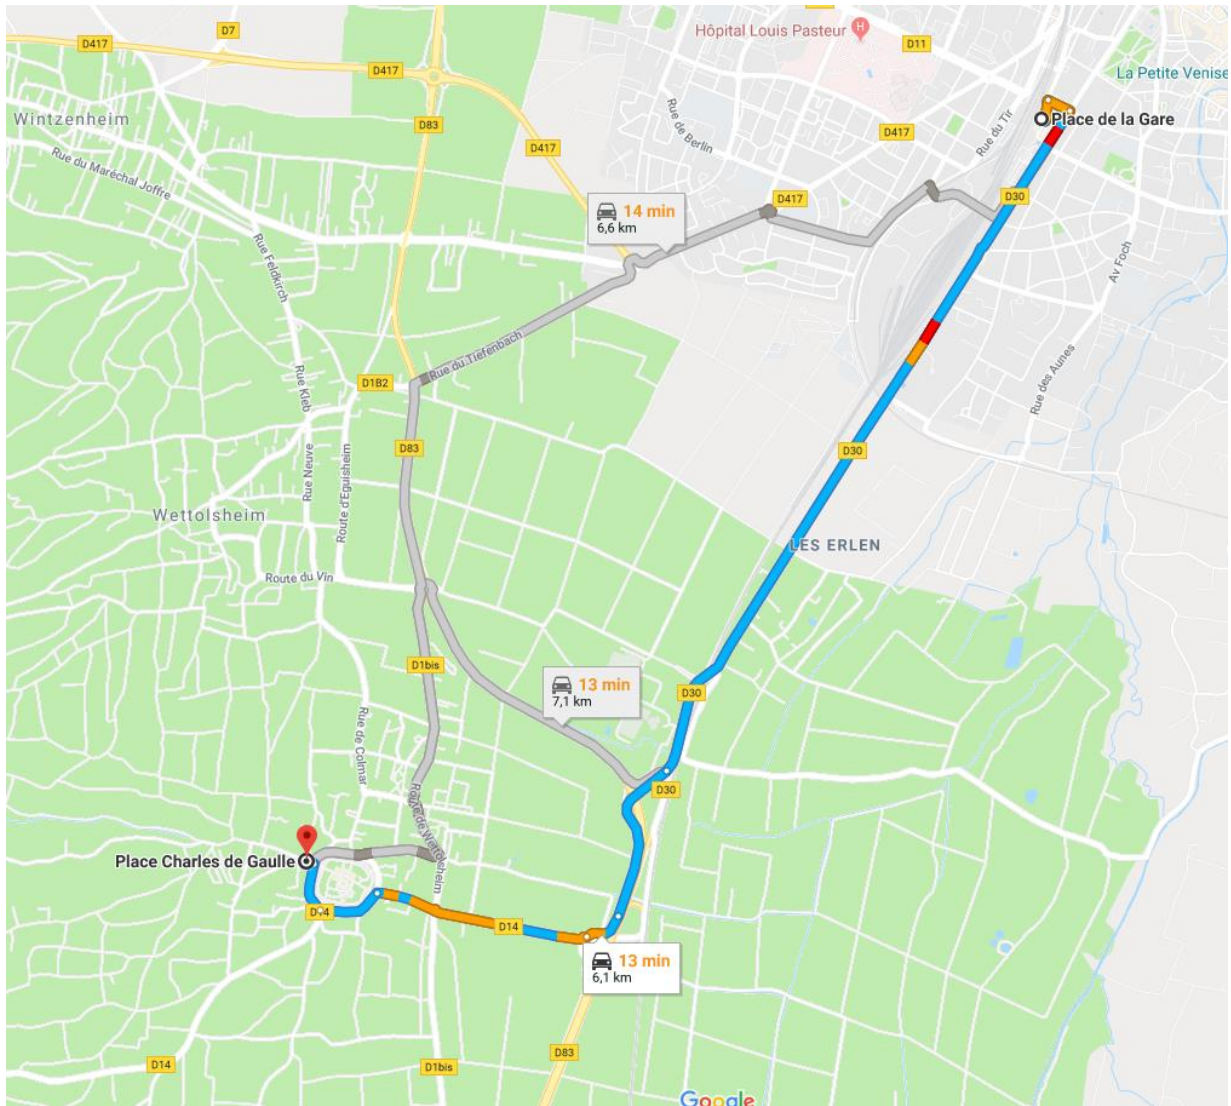 D7
Hôpital Louis Pasteur
H
D417
D11
D417
La Petite Venise
Wintzenheim
D83
Rue de Berlin
D417
Rue du Tir
Place de la Gare
D417
Rue du Maréchal Joffre
D417
D30
14 min
6,6 km
Rue Feldkirch
Av Foch
Rue du Tiefenbach
Rue Kleb
D1B2
Rue des Aunes
D83
D30
Rue Neuve
Route d'Eguisheim
Wettolsheim
LES ERLEN
Route du Vin
D1bis
13 min
7,1 km
D30
Rue de Colmar
D30
Route de Wettolsheim
Place Charles de Gaulle
D14
D14
13 min
6,1 km
D14
D1bis
D83
Google